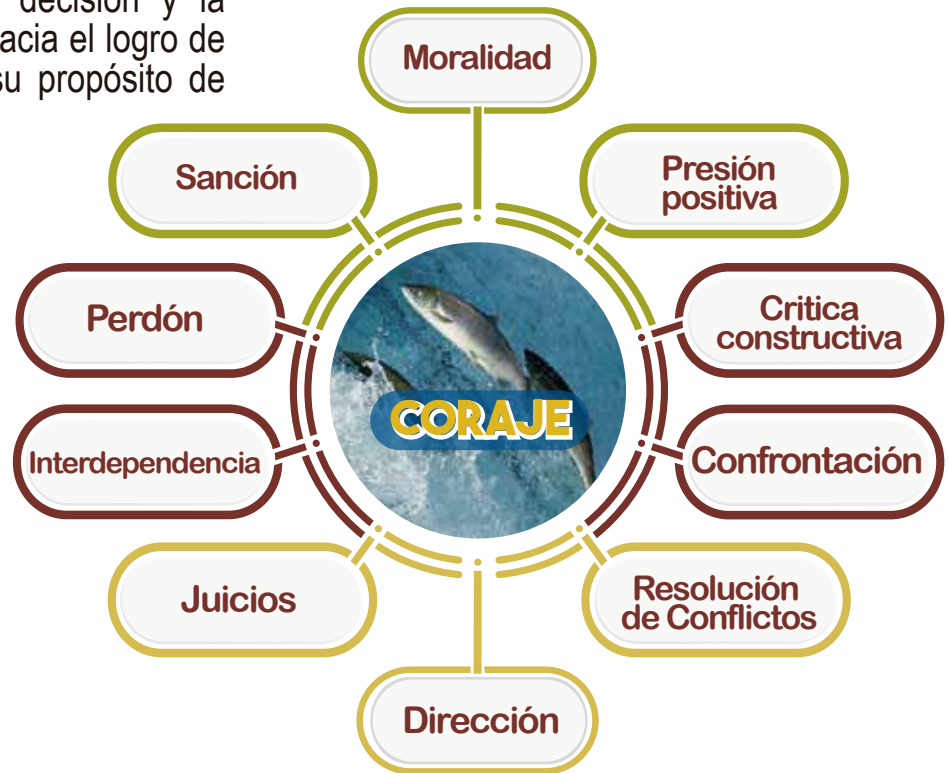 decisión y la
acia el logro de
su propósito de
Moralidad
Presión
positiva
Critica
constructiva
Confrontación
Resolución
de Conflictos
Dirección
Juicios
Interdependencia
Perdón
Sanción
CORAJE